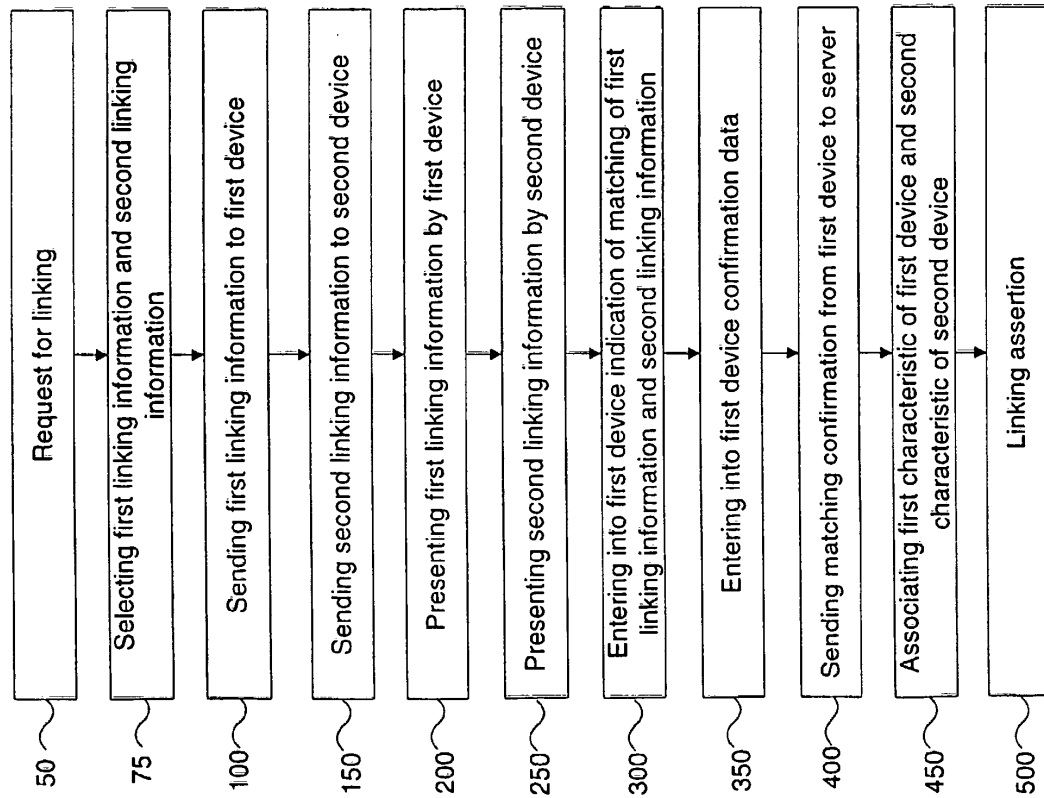 50
Request for linking
75
Selecting first linking information and second linking
information
100
Sending first linking information to first device
150
Sending second linking information to second device
200
Presenting first linking information by first device
250
Presenting second linking information by second device
300
Entering into first device indication of matching of first
linking information and second linking information
350
Entering into first device confirmation data
400
Sending matching confirmation from first device to server
450
Associating first characteristic of first device and second
characteristic of second device
500
Linking assertion